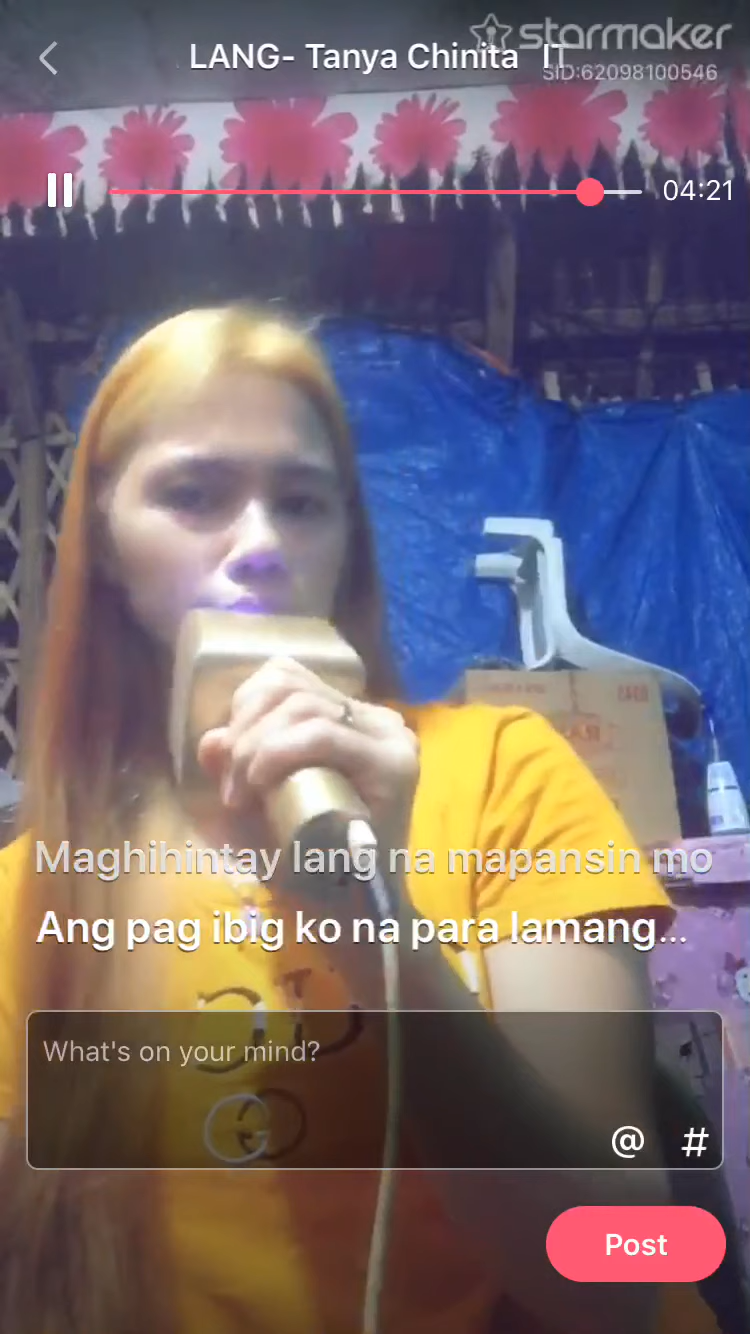 starmaker
LANG- Tanya Chinita
SID:62098100546
04:21
Maghihintay lang na mapansin mo
Ang pag ibig ko na para lamang...
What's on your mind?
@ #
Post